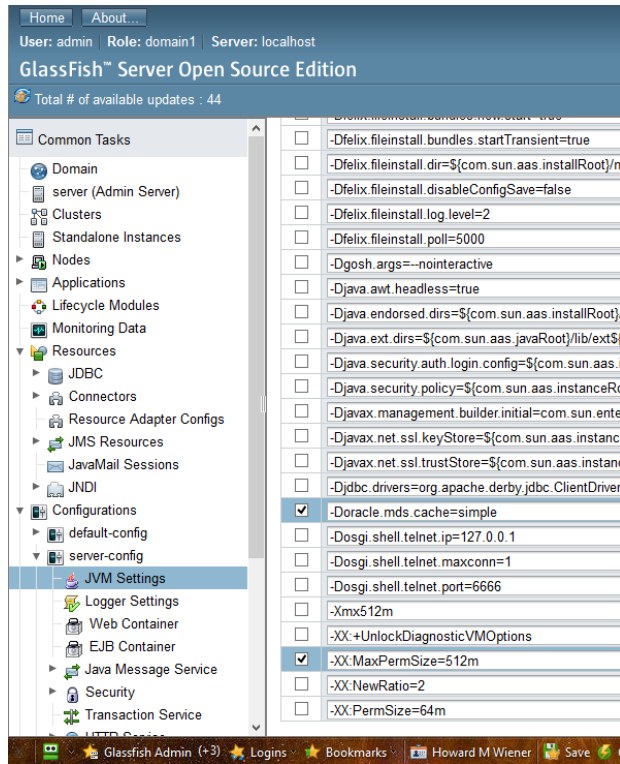 Home About...
User: admin Role: domain1 Server: localhost
GlassFish™ Server Open Source Edition
Total # of available updates : 44
Common Tasks
Domain
server (Admin Server)
Clusters
Standalone Instances
Nodes
Applications
Lifecycle Modules
Monitoring Data
Resources
JDBC
Connectors
Resource Adapter Configs
JMS Resources
JavaMail Sessions
JNDI
Configurations
default-config
server-config
JVM Settings
Logger Settings
Web Container
EJB Container
Java Message Service
Security
Transaction Service
HTTP Service
-Dfelix.fileinstall.bundles.new.start=true
-Dfelix.fileinstall.bundles.startTransient=true
-Dfelix.fileinstall.dir=${com.sun.aas.installRoot}/
-Dfelix.fileinstall.disableConfigSave=false
-Dfelix.fileinstall.log.level=2
-Dfelix.fileinstall.poll=5000
-Dgosh.args=--nointeractive
-Djava.awt.headless=true
-Djava.endorsed.dirs=${com.sun.aas.installRoot}
-Djava.ext.dirs=${com.sun.aas.javaRoot}/lib/ext$
-Djava.security.auth.login.config=${com.sun.aas.
-Djava.security.policy=${com.sun.aas.instanceRo
-Djavax.management.builder.initial=com.sun.ente
-Djavax.net.ssl.keyStore=${com.sun.aas.instanc
-Djavax.net.ssl.trustStore=${com.sun.aas.instan
-Djdbc.drivers=org.apache.derby.jdbc.ClientDriver
-Doracle.mds.cache=simple
-Dosgi.shell.telnet.ip=127.0.0.1
-Dosgi.shell.telnet.maxconn=1
-Dosgi.shell.telnet.port=6666
-Xmx512m
-XX:+UnlockDiagnosticVMOptions
-XX:MaxPermSize=512m
-XX:NewRatio=2
-XX:PermSize=64m
Glassfish Admin (+3) Logins Bookmarks Howard M Wiener Save